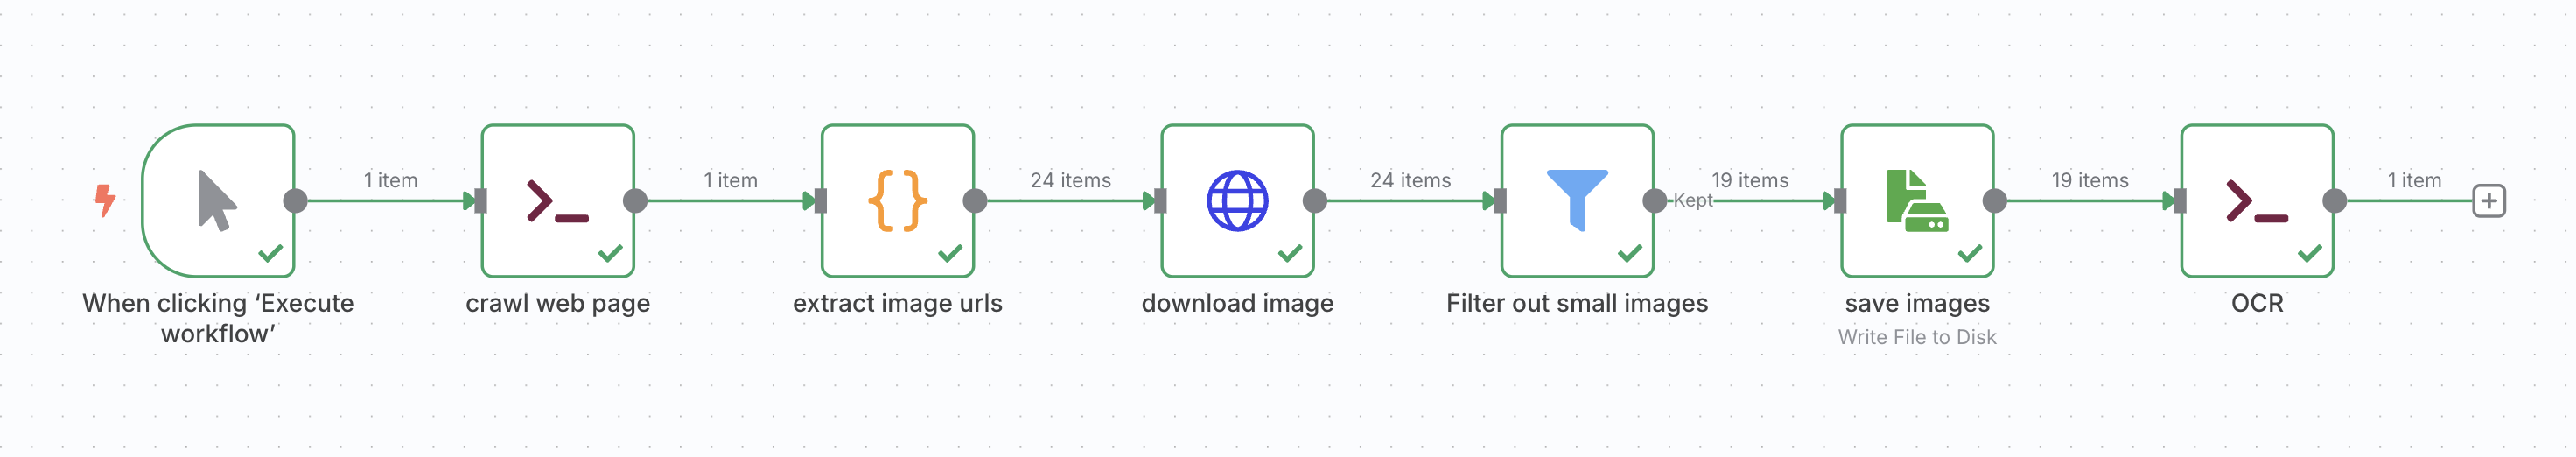 1 item
1 item
24 items
24 items
Kept
19 items
19 items
1 item
When clicking ‘Execute
workflow’
crawl web page
extract image urls
download image
Filter out small images
save images
Write File to Disk
OCR